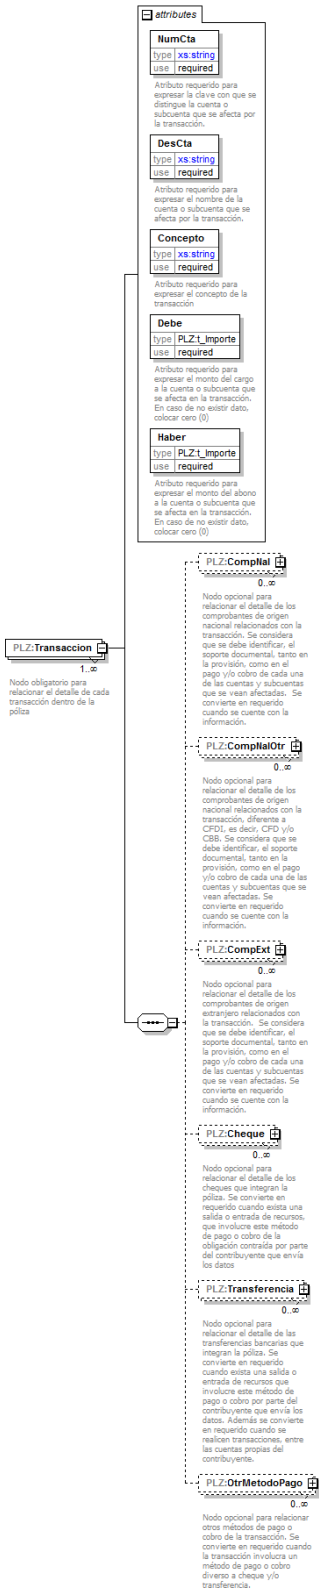 attributes
NumCta
type xs:string
use required
Atributo requerido para
expresar la clave con que se
distingue la cuenta o
subcuenta que se afecta por
la transacción.
DesCta
type xs:string
use required
Atributo requerido para
expresar el nombre de la
cuenta o subcuenta que se
afecta por la transacción.
Concepto
type xs:string
use required
Atributo requerido para
expresar el concepto de la
transacción
Debe
type PLZ:t_Importe
use required
Atributo requerido para
expresar el monto del cargo
a la cuenta o subcuenta que
se afecta en la transacción.
En caso de no existir dato,
colocar cero (0)
Haber
type PLZ:t_Importe
use required
Atributo requerido para
expresar el monto del abono
a la cuenta o subcuenta que
se afecta en la transacción.
En caso de no existir dato,
colocar cero (0)
PLZ:Transaccion
1..∞
Nodo obligatorio para
relacionar el detalle de cada
transacción dentro de la
póliza
PLZ:CompNal
0..∞
Nodo opcional para
relacionar el detalle de los
comprobantes de origen
nacional relacionados con la
transacción. Se considera
que se debe identificar, el
soporte documental, tanto en
la provisión, como en el
pago y/o cobro de cada una
de las cuentas y subcuentas
que se vean afectadas. Se
convierte en requerido
cuando se cuente con la
información.
PLZ:CompNalOtr
0..∞
Nodo opcional para
relacionar el detalle de los
comprobantes de origen
nacional relacionados con la
transacción, diferente a
CFDI, es decir, CFD y/o
CBB. Se considera que se
debe identificar, el soporte
documental, tanto en la
provisión, como en el pago
y/o cobro de cada una de las
cuentas y subcuentas que se
vean afectadas. Se
convierte en requerido
cuando se cuente con la
información.
PLZ:CompExt
0..∞
Nodo opcional para
relacionar el detalle de los
comprobantes de origen
extranjero relacionados con
la transacción. Se considera
que se debe identificar, el
soporte documental, tanto en
la provisión, como en el
pago y/o cobro de cada una
de las cuentas y subcuentas
que se vean afectadas. Se
convierte en requerido
cuando se cuente con la
información.
PLZ:Cheque
0..∞
Nodo opcional para
relacionar el detalle de los
cheques que integran la
póliza. Se convierte en
requerido cuando exista una
salida o entrada de recursos,
que involucre este método
de pago o cobro de la
obligación contraída por parte
del contribuyente que envía
los datos
PLZ:Transferencia
0..∞
Nodo opcional para
relacionar el detalle de las
transferencias bancarias que
integran la póliza. Se
convierte en requerido
cuando exista una salida o
entrada de recursos que
involucre este método de
pago o cobro por parte del
contribuyente que envía los
datos. Además se convierte
en requerido cuando se
realicen transacciones, entre
las cuentas propias del
contribuyente.
PLZ:OtrMetodoPago
0..∞
Nodo opcional para relacionar
otros métodos de pago o
cobro de la transacción. Se
convierte en requerido cuando
la transacción involucra un
método de pago o cobro
diverso a cheque y/o
transferencia.